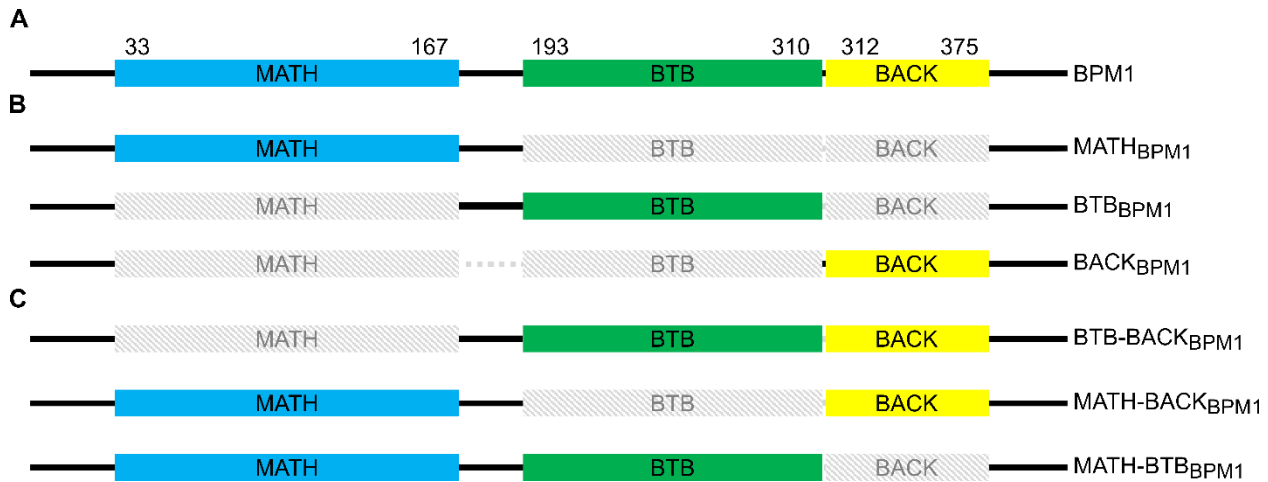 A
33 167 193 310 312 375
MATH BTB BACK BPM1
B
MATH BTB BACK MATHBPM1
MATH BTB BACK BTBBPM1
MATH BTB BACK BACKBPM1
C
MATH BTB BACK BTB-BACKBPM1
MATH BTB BACK MATH-BACKBPM1
MATH BTB BACK MATH-BTBBPM1